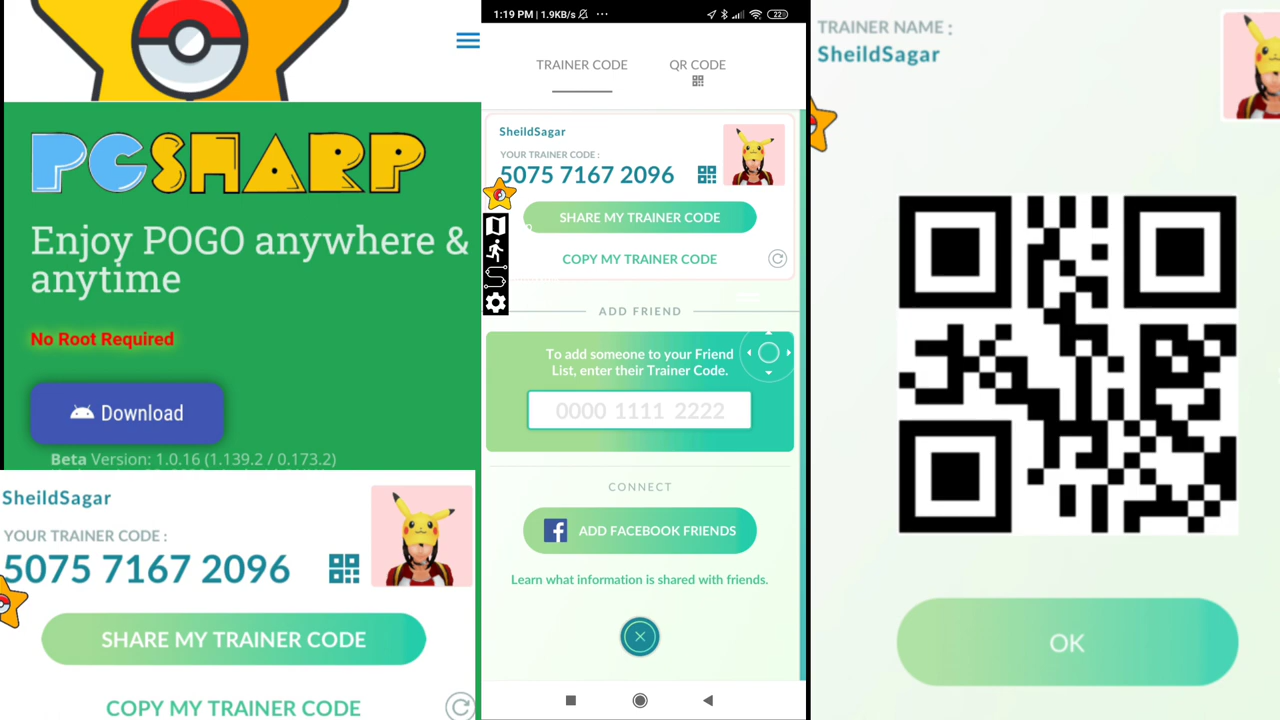 PGSHARP
Enjoy POGO anywhere &
anytime
No Root Required
Download
Beta Version: 1.0.16 (1.139.2 / 0.173.2)
SheildSagar
YOUR TRAINER CODE :
5075 7167 2096
SHARE MY TRAINER CODE
COPY MY TRAINER CODE
1:19 PM | 1.9KB/s ...
22
TRAINER CODE
QR CODE
SheildSagar
YOUR TRAINER CODE :
5075 7167 2096
SHARE MY TRAINER CODE
COPY MY TRAINER CODE
ADD FRIEND
To add someone to your Friend
List, enter their Trainer Code.
0000 1111 2222
CONNECT
f ADD FACEBOOK FRIENDS
Learn what information is shared with friends.
TRAINER NAME :
SheildSagar
OK